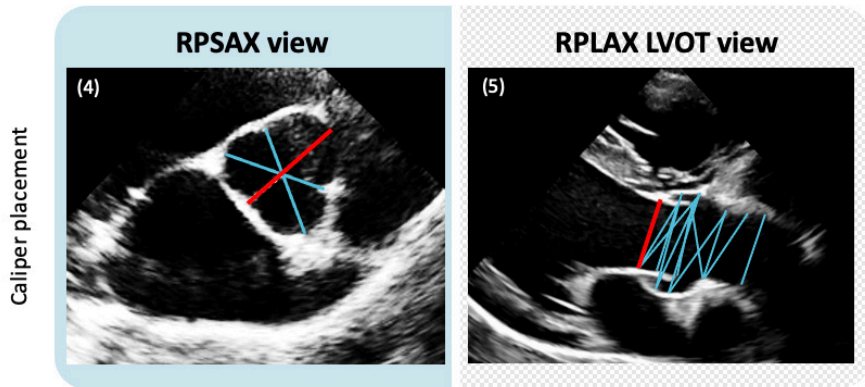 RPSAX view
RPLAX LVOT view
(4)
(5)
Caliper placement